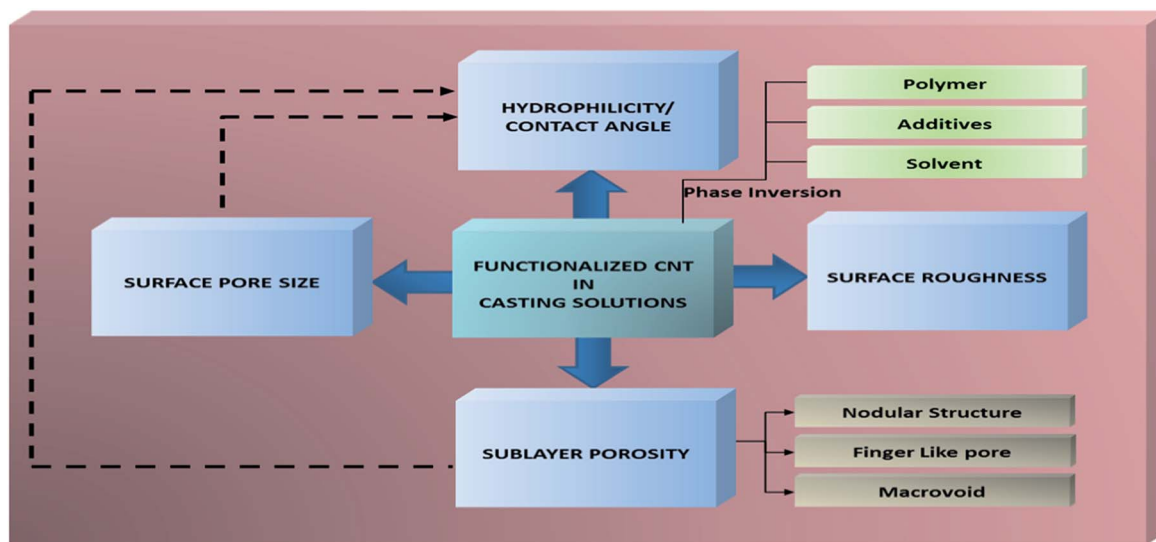 HYDROPHILICITY/
CONTACT ANGLE
Polymer
Additives
Solvent
Phase Inversion
SURFACE PORE SIZE
FUNCTIONALIZED CNT
IN
CASTING SOLUTIONS
SURFACE ROUGHNESS
SUBLAYER POROSITY
Nodular Structure
Finger Like pore
Macrovoid